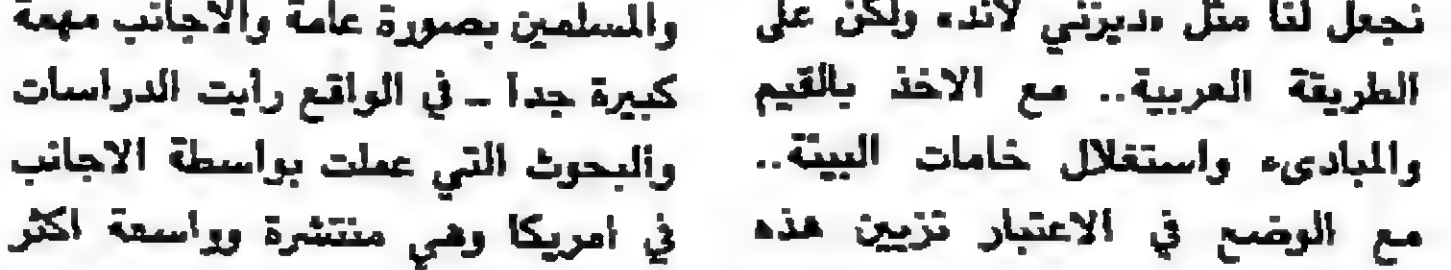 نجعل لنا مثل «ديزني لاند» ولكن على
الطريقة العربية.. مع الاخذ بالقيم
والمبادىء واستغلال خامات البيئة..
مع الوضع في الاعتبار تزيين هذه
والمسلمين بصورة عامة والأجانب مهمة
كبيرة جدا - في الواقع رأيت الدراسات
والبحوث التي عملت بواسطة الاجانب
في امريكا وهي منتشرة وواسعة اكثر